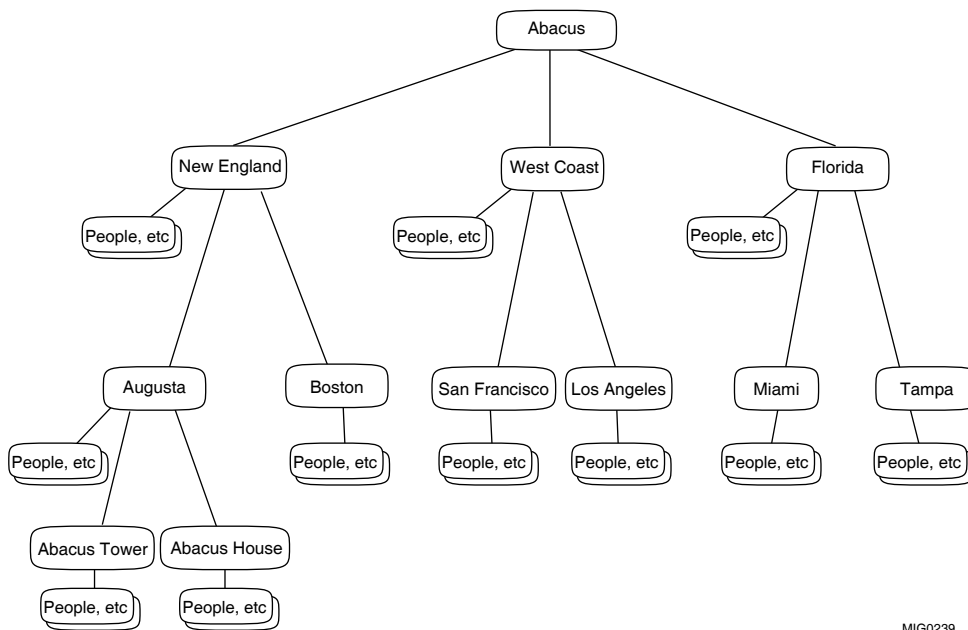 Abacus
New England
West Coast
Florida
People, etc
People, etc
People, etc
Augusta
Boston
San Francisco
Los Angeles
Miami
Tampa
People, etc
People, etc
People, etc
People, etc
People, etc
People, etc
Abacus Tower
Abacus House
People, etc
People, etc
MIG0239